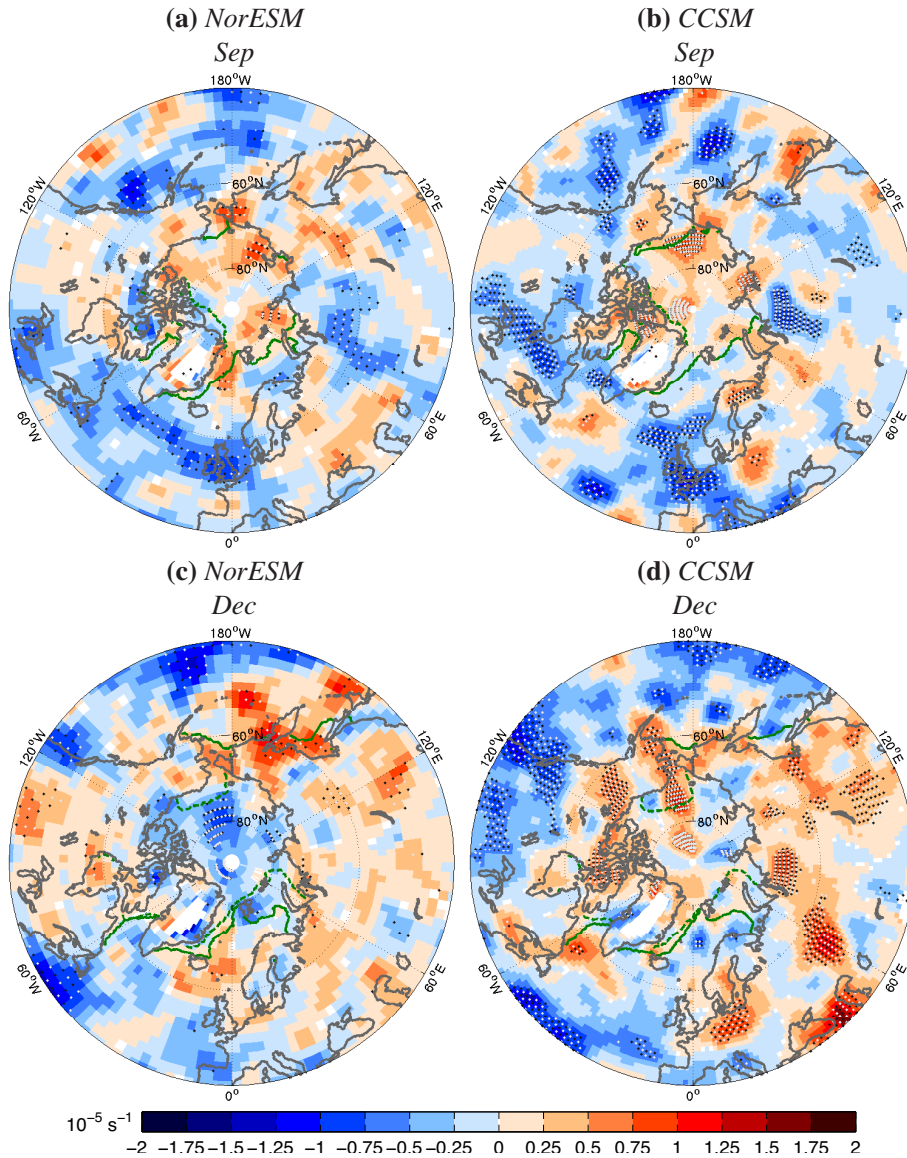 (a) NorESM (b) CCSM
Sep Sep
180°W 180°W
120°W 60°N 120°E 120°W 60°N 120°E
80°N 80°N
60°W 60°E 60°W 60°E
0° 0°
(c) NorESM (d) CCSM
Dec Dec
180°W 180°W
120°W 60°N 120°E 120°W 60°N 120°E
80°N 80°N
60°W 60°E 60°W 60°E
0° 0°
10⁻⁵ s⁻¹
−2 −1.75−1.5−1.25 −1 −0.75−0.5−0.25 0 0.25 0.5 0.75 1 1.25 1.5 1.75 2